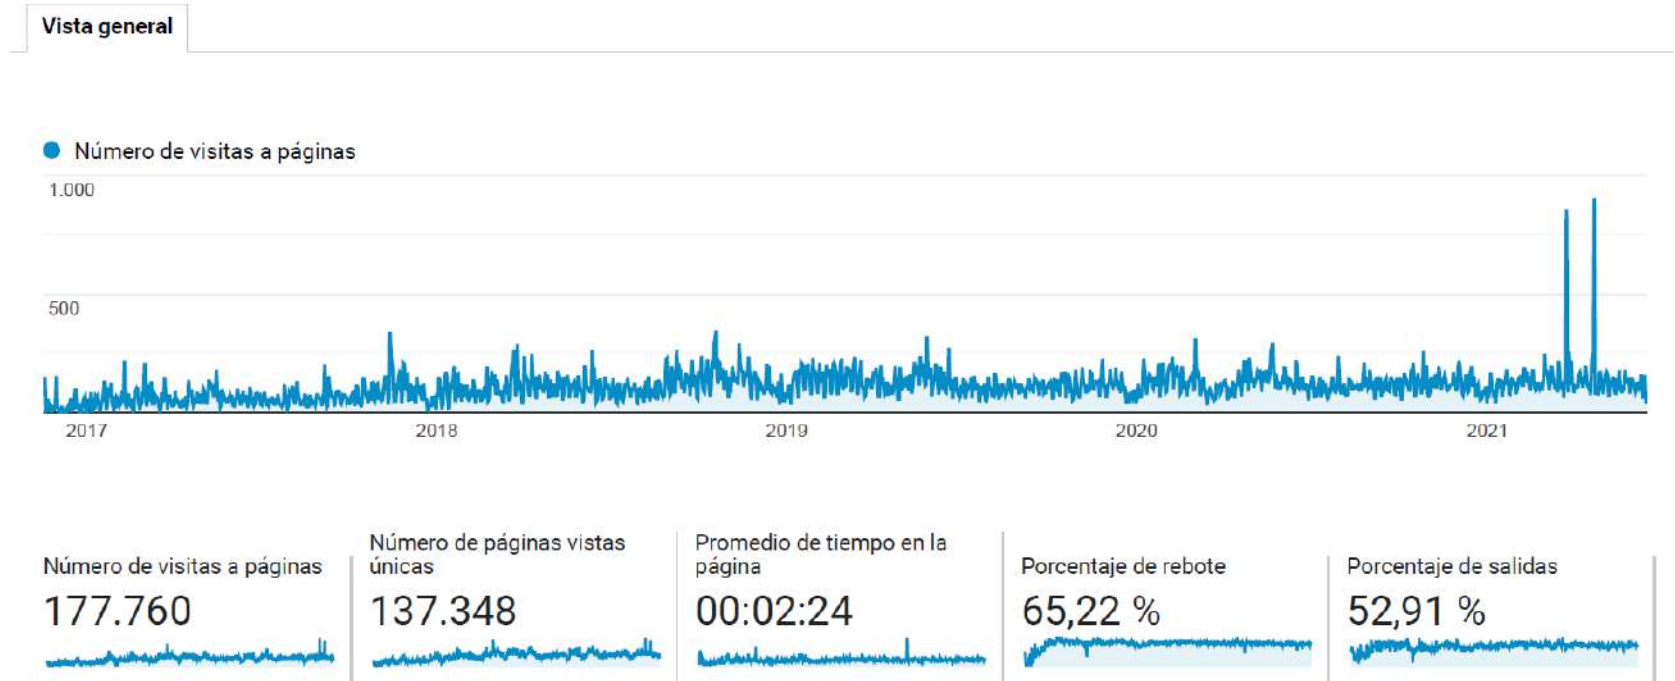 Vista general
Número de visitas a páginas
1.000
500
2017
2018
2019
2020
2021
Número de visitas a páginas
177.760
Número de páginas vistas
únicas
137.348
Promedio de tiempo en la
página
00:02:24
Porcentaje de rebote
65,22 %
Porcentaje de salidas
52,91 %